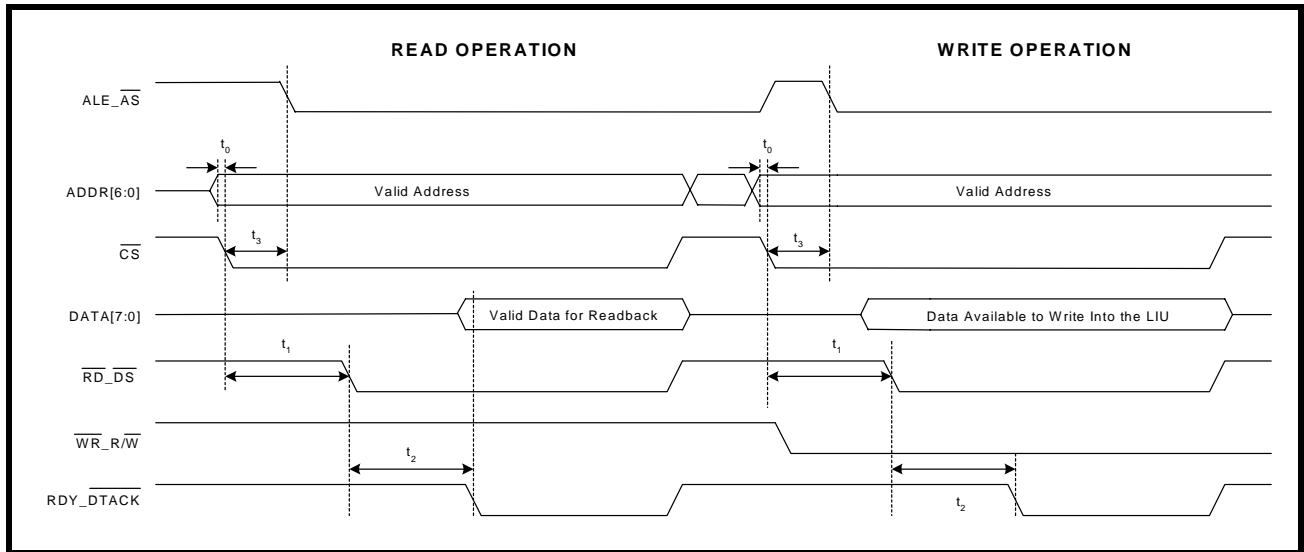 READ OPERATION
WRITE OPERATION
ALE_AS
t0
t0
ADDR[6:0]
Valid Address
Valid Address
t3
t3
CS
DATA[7:0]
Valid Data for Readback
Data Available to Write Into the LIU
t1
t1
RD_DS
WR_R/W
t2
RDY_DTACK
t2